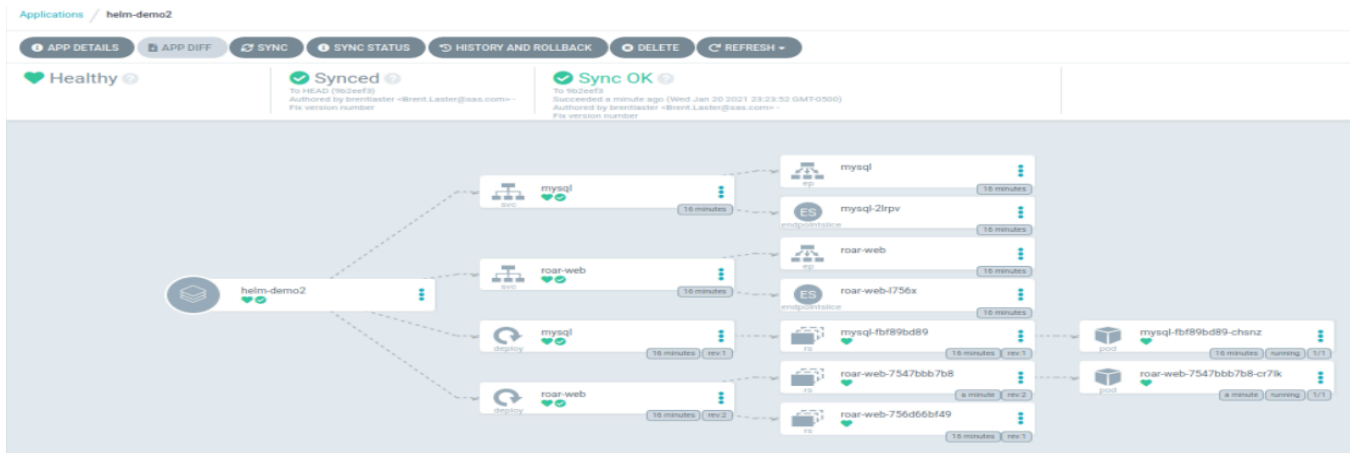 Applications / helm-demo2
APP DETAILS APP DIFF SYNC SYNC STATUS HISTORY AND ROLLBACK DELETE REFRESH
Healthy
Synced
To HEAD (9b2eef3)
Authored by brentlaster <Brent.Laster@sas.com> -
Fix version number
Sync OK
To 9b2eef3
Succeeded a minute ago (Wed Jan 20 2021 23:23:52 GMT-0500)
Authored by brentlaster <Brent.Laster@sas.com> -
Fix version number
helm-demo2
mysql
svc
16 minutes
roar-web
svc
16 minutes
mysql
deploy
16 minutes rev:1
roar-web
deploy
16 minutes rev:2
mysql
ep
16 minutes
ES
mysql-2lrpv
endpointslice
16 minutes
roar-web
ep
16 minutes
ES
roar-web-l756x
endpointslice
16 minutes
mysql-fbf89bd89
rs
16 minutes rev:1
roar-web-7547bbb7b8
rs
a minute rev:2
roar-web-756d66bf49
rs
16 minutes rev:1
mysql-fbf89bd89-chsnz
pod
16 minutes running 1/1
roar-web-7547bbb7b8-cr7lk
pod
a minute running 1/1